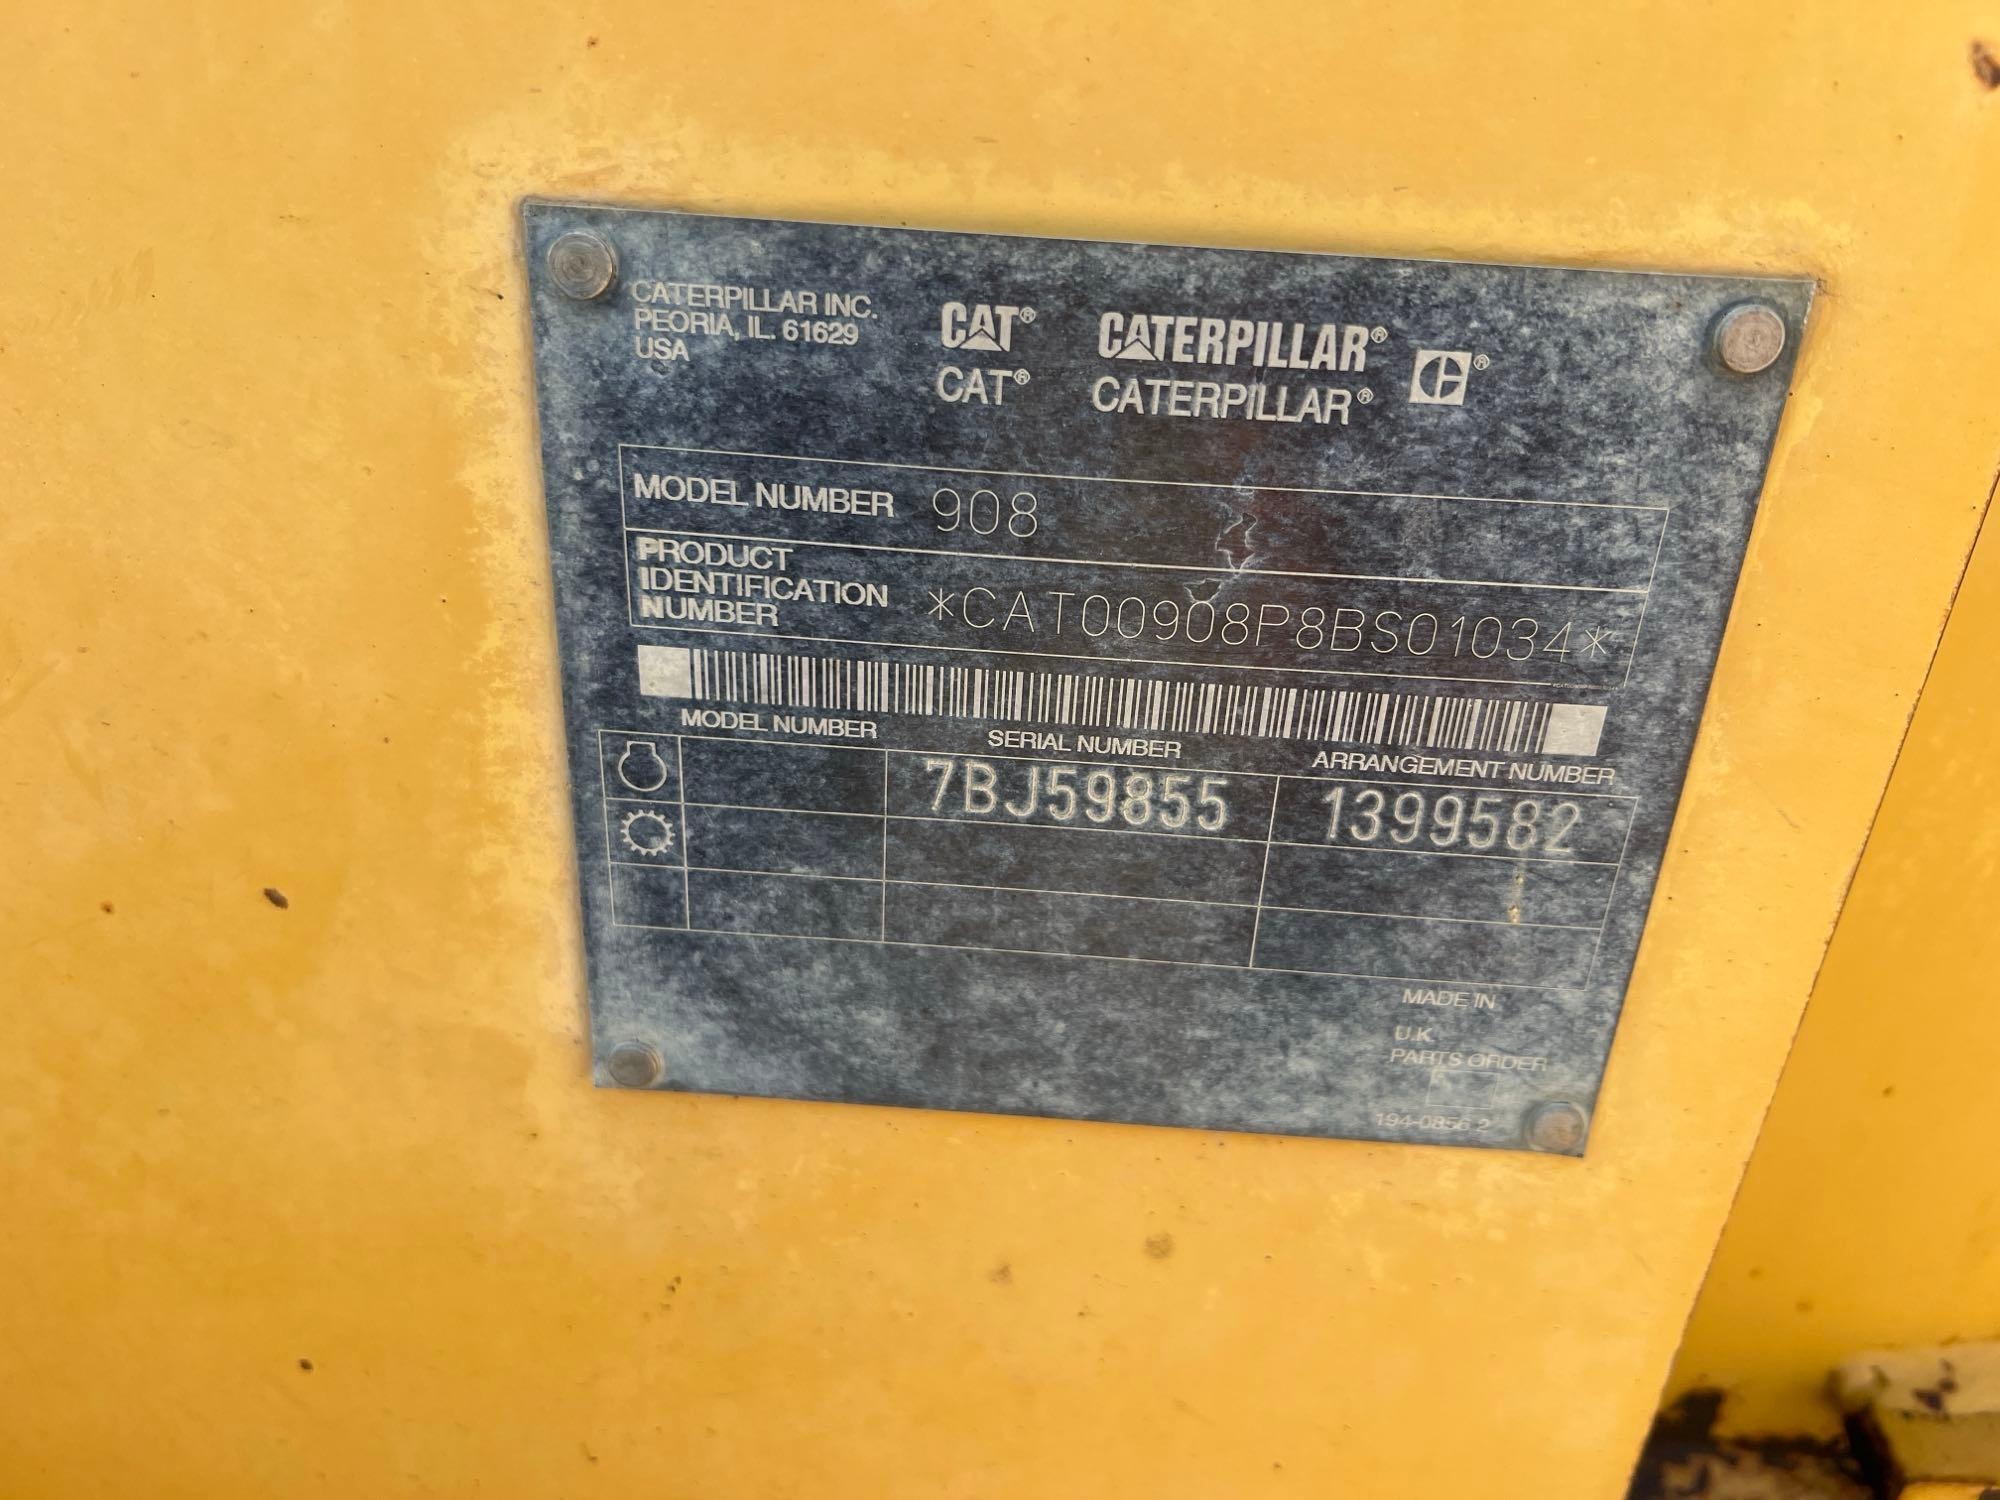 CATERPILLAR INC.
PEORIA, IL. 61629
USA
CAT® CATERPILLAR® C®
CAT® CATERPILLAR®
MODEL NUMBER 908
PRODUCT
IDENTIFICATION
NUMBER
*CAT00908P8BS01034*
MODEL NUMBER SERIAL NUMBER ARRANGEMENT NUMBER
7BJ59855 1399582
MADE IN
U.K.
PARTS ORDER
194-0856 2